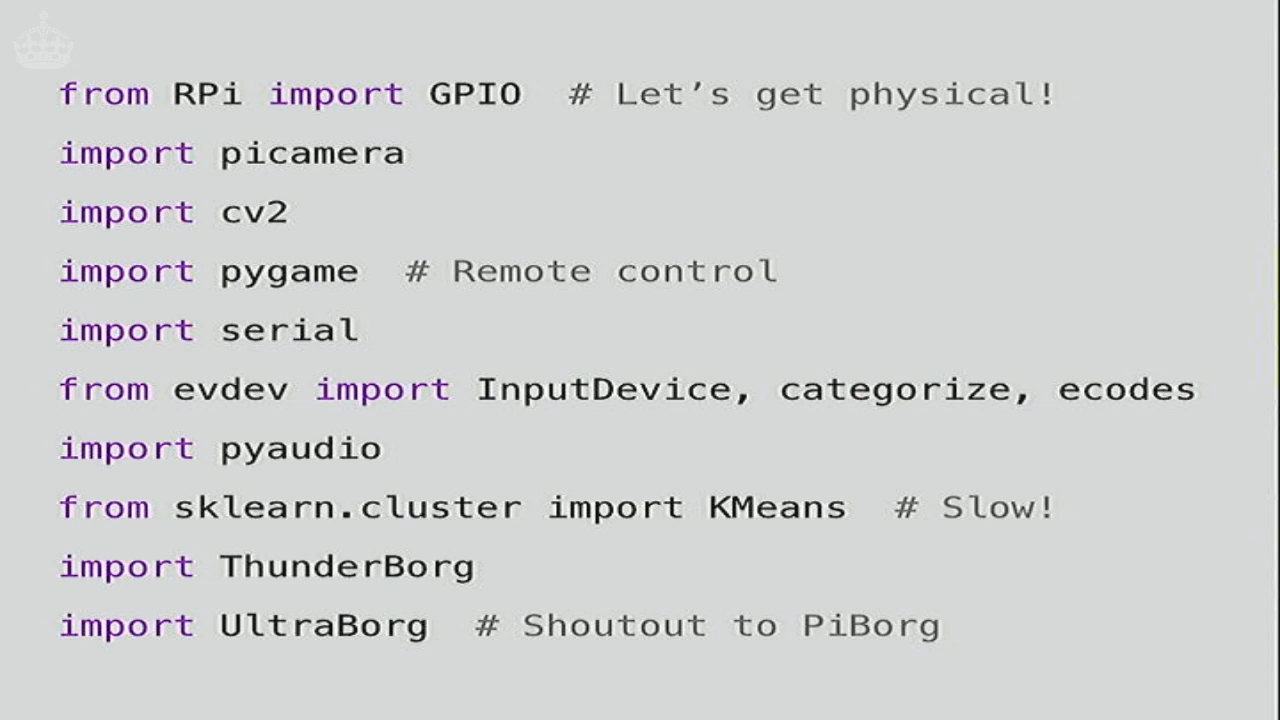 from RPi import GPIO  # Let’s get physical!
import picamera
import cv2
import pygame  # Remote control
import serial
from evdev import InputDevice, categorize, ecodes
import pyaudio
from sklearn.cluster import KMeans  # Slow!
import ThunderBorg
import UltraBorg  # Shoutout to PiBorg